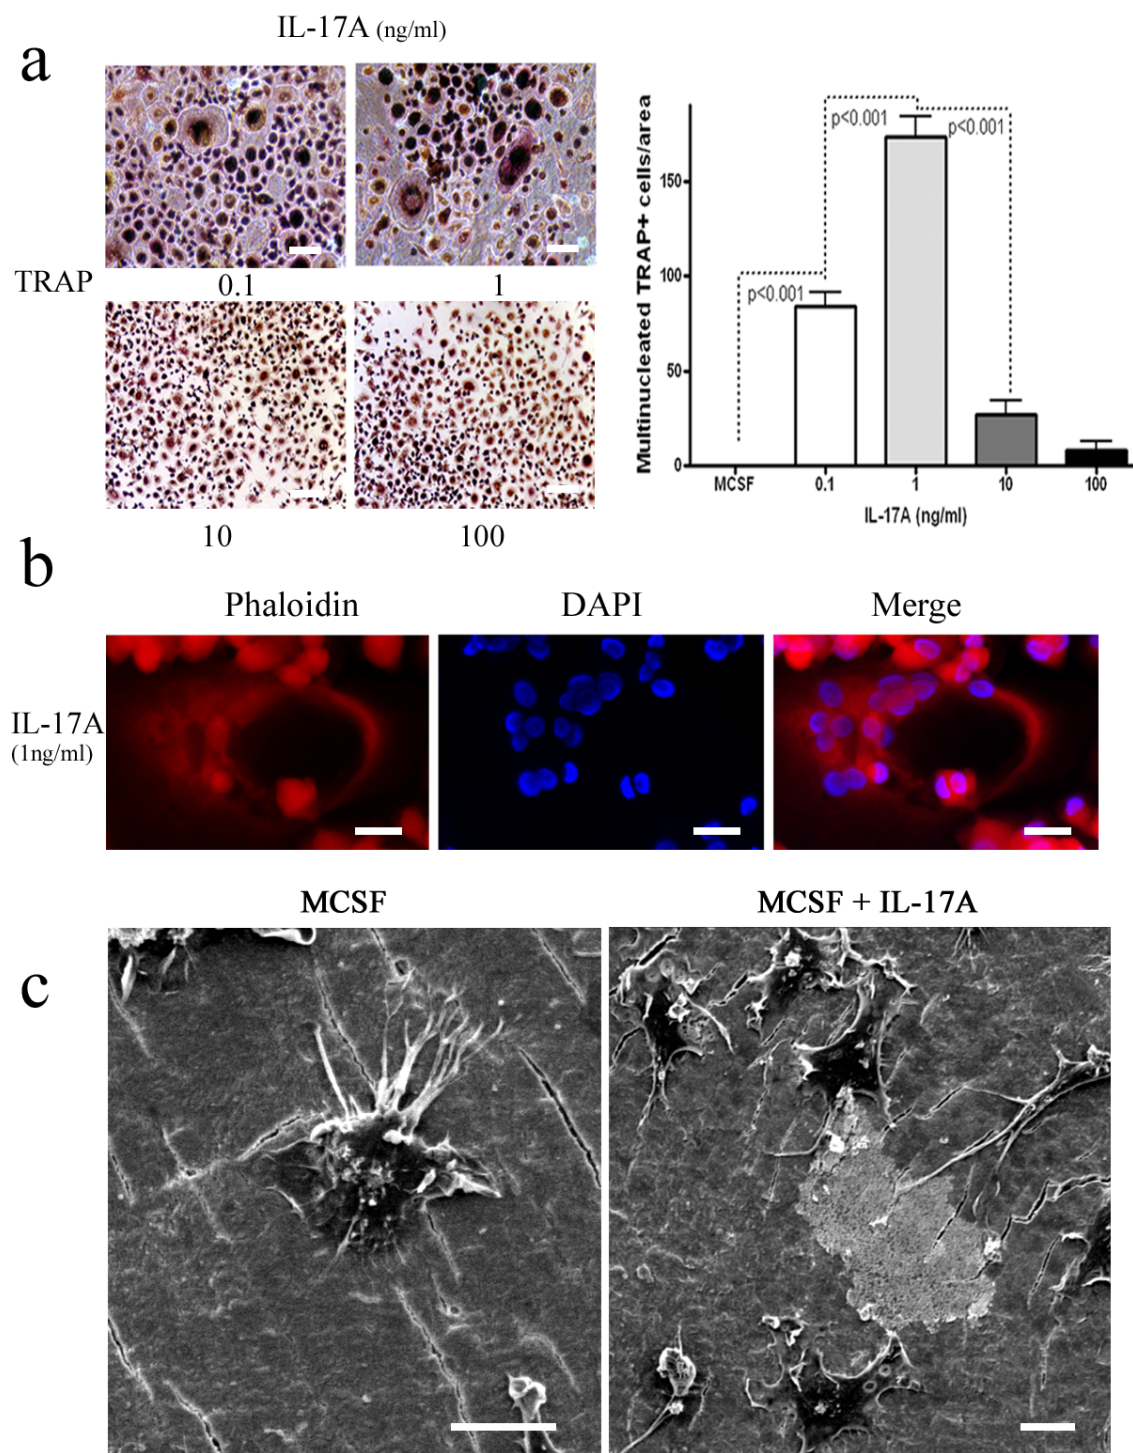 a
IL-17A (ng/ml)
TRAP
0.1
1
10
100
Multinucleated TRAP+ cells/area
150
100
50
0
p<0.001
p<0.001
p<0.001
MCSF
0.1
1
10
100
IL-17A (ng/ml)
b
Phaloidin
DAPI
Merge
IL-17A
(1ng/ml)
c
MCSF
MCSF + IL-17A